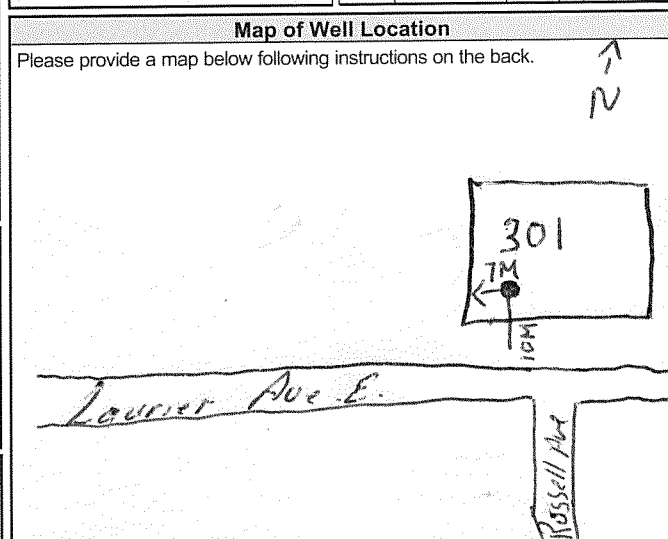 Map of Well Location
Please provide a map below following instructions on the back.
N
301
7M
10M
Laurier Ave E.
Russell Ave